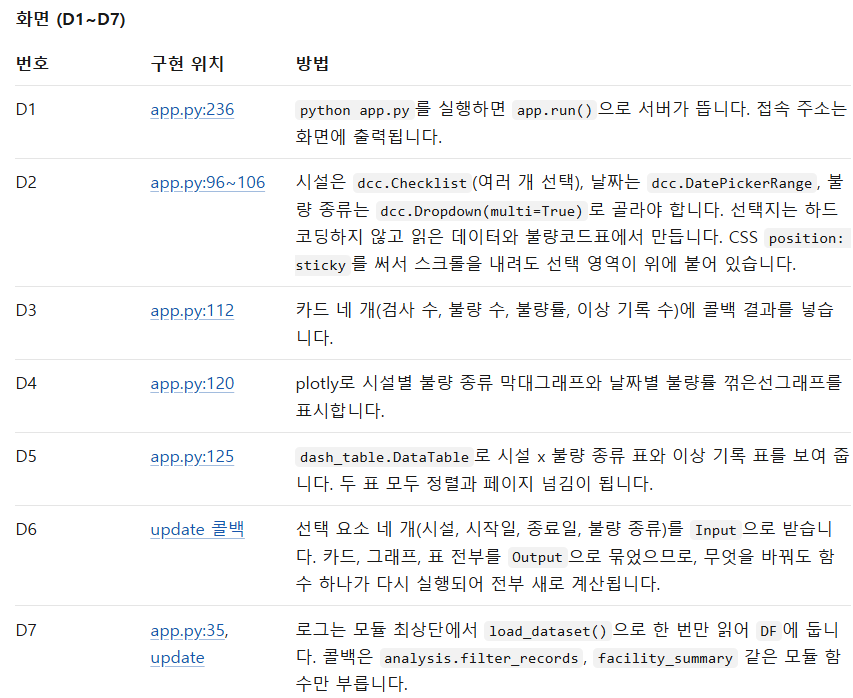 화면 (D1~D7)
번호 구현 위치 방법
D1 app.py:236 python app.py 를 실행하면 app.run() 으로 서버가 뜹니다. 접속 주소는
화면에 출력됩니다.
D2 app.py:96~106 시설은 dcc.Checklist (여러 개 선택), 날짜는 dcc.DatePickerRange , 불
량 종류는 dcc.Dropdown(multi=True) 로 골라야 합니다. 선택지는 하드
코딩하지 않고 읽은 데이터와 불량코드표에서 만듭니다. CSS position:
sticky 를 써서 스크롤을 내려도 선택 영역이 위에 붙어 있습니다.
D3 app.py:112 카드 네 개(검사 수, 불량 수, 불량률, 이상 기록 수)에 콜백 결과를 넣습
니다.
D4 app.py:120 plotly로 시설별 불량 종류 막대그래프와 날짜별 불량률 꺾은선그래프를
표시합니다.
D5 app.py:125 dash_table.DataTable 로 시설 x 불량 종류 표와 이상 기록 표를 보여 줍
니다. 두 표 모두 정렬과 페이지 넘김이 됩니다.
D6 update 콜백 선택 요소 네 개(시설, 시작일, 종료일, 불량 종류)를 Input 으로 받습니
다. 카드, 그래프, 표 전부를 Output 으로 묶었으므로, 무엇을 바꿔도 함
수 하나가 다시 실행되어 전부 새로 계산됩니다.
D7 app.py:35, 로그는 모듈 최상단에서 load_dataset() 으로 한 번만 읽어 DF 에 둡니
update 다. 콜백은 analysis.filter_records , facility_summary 같은 모듈 함
수만 부릅니다.